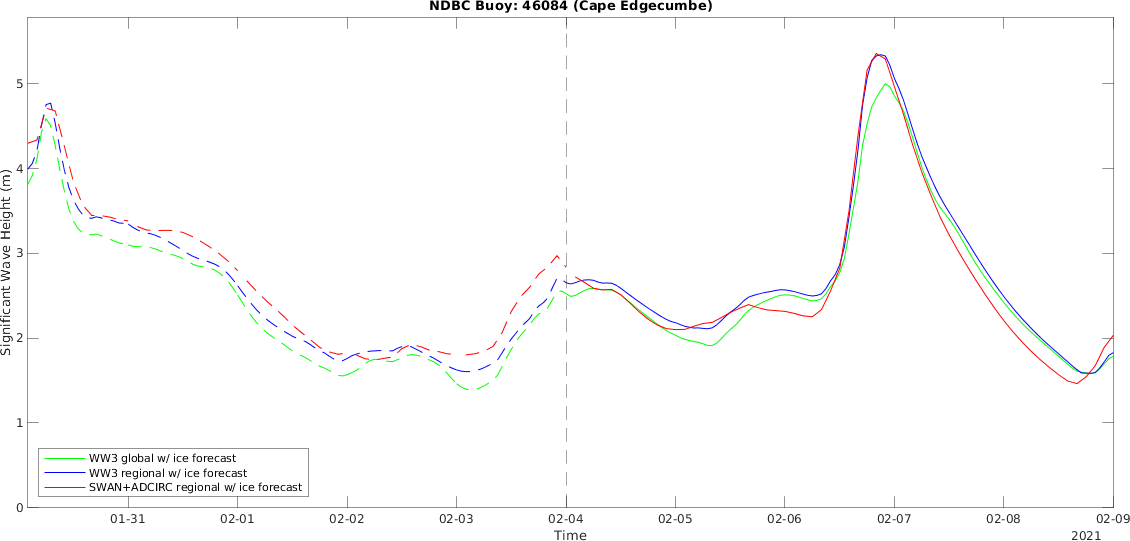 NDBC Buoy: 46084 (Cape Edgecumbe)
Significant Wave Height (m)
5
4
3
2
1
0
WW3 global w/ ice forecast
WW3 regional w/ ice forecast
SWAN+ADCIRC regional w/ ice forecast
01-31
02-01
02-02
02-03
02-04
02-05
02-06
02-07
02-08
02-09
Time
2021